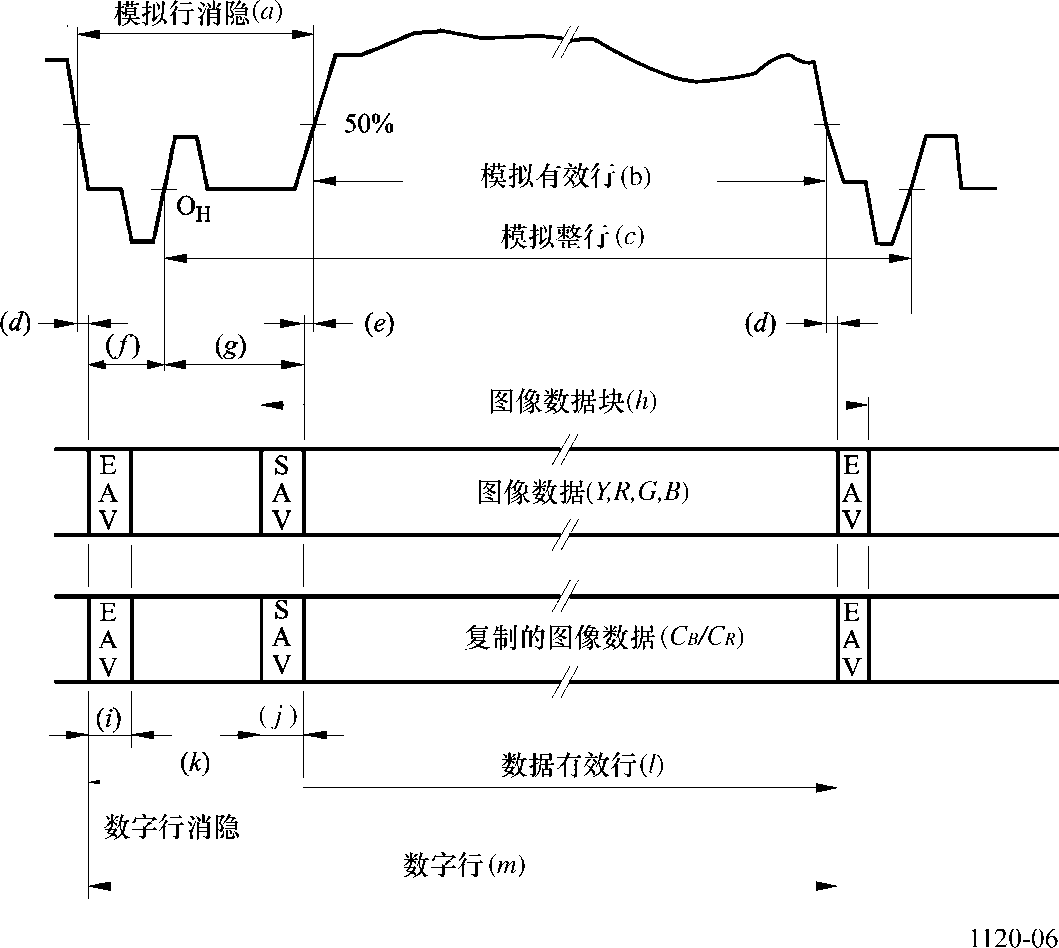 模拟行消隐(a)
50%
模拟有效行(b)
OH
模拟整行(c)
(d)
(e)
(d)
(f)
(g)
图像数据块(h)
E
A
V
S
A
V
图像数据(Y,R,G,B)
E
A
V
E
A
V
S
A
V
复制的图像数据(CB/CR)
E
A
V
(i)
(j)
(k)
数据有效行(l)
数字行消隐
数字行(m)
1120-06